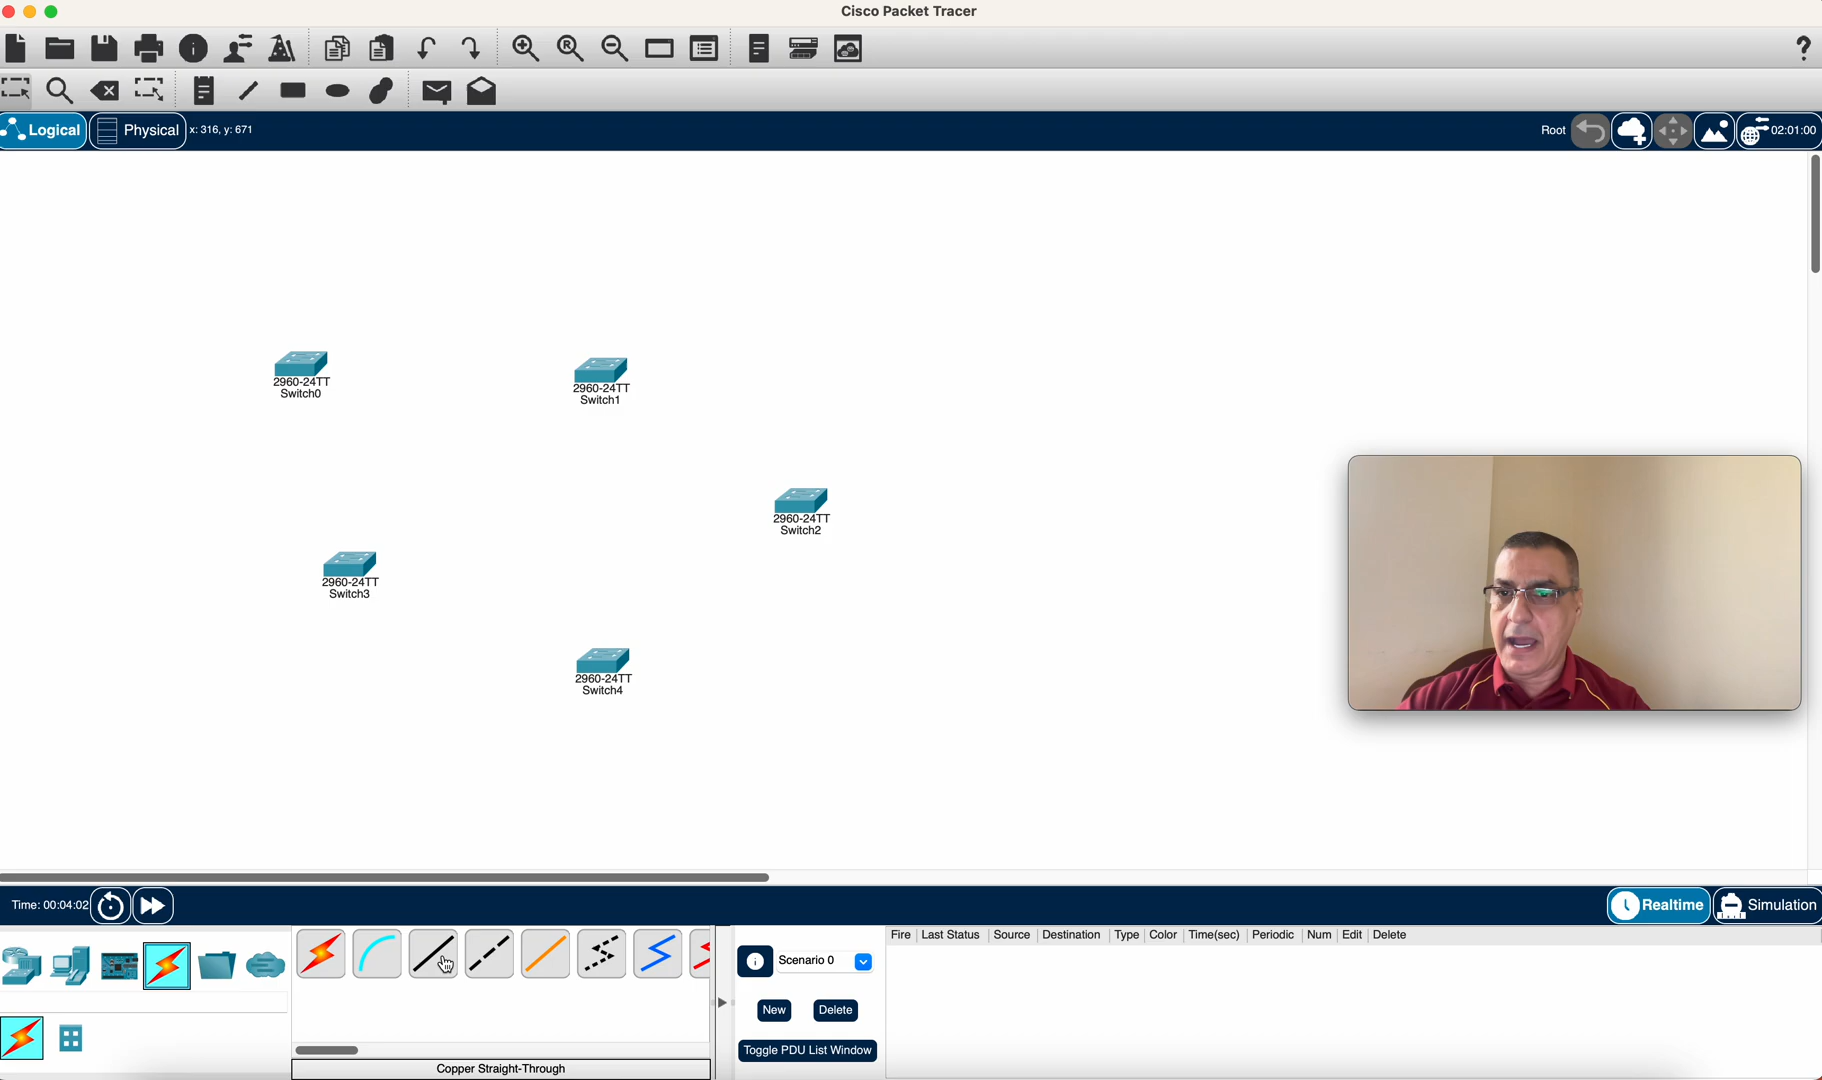 Cisco Packet Tracer
Logical
Physical
x: 316, y: 671
Root
02:01:00
2960-24TT
Switch0
2960-24TT
Switch1
2960-24TT
Switch2
2960-24TT
Switch3
2960-24TT
Switch4
Time: 00:04:02
Realtime
Simulation
Fire Last Status Source Destination Type Color Time(sec) Periodic Num Edit Delete
Scenario 0
New
Delete
Toggle PDU List Window
Copper Straight-Through